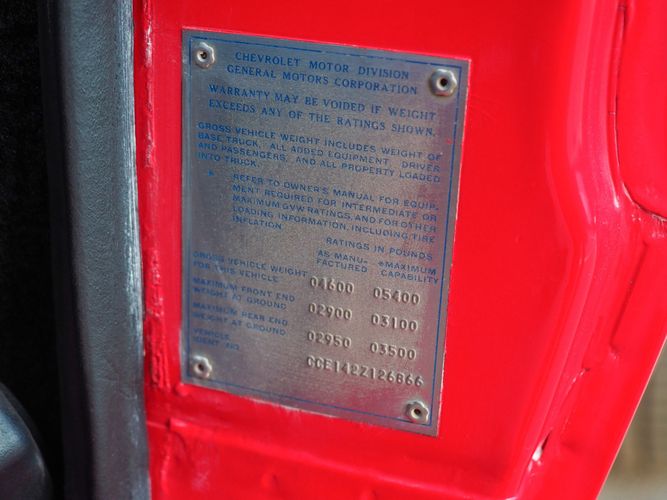 CHEVROLET MOTOR DIVISION
GENERAL MOTORS CORPORATION
WARRANTY MAY BE VOIDED IF WEIGHT
EXCEEDS ANY OF THE RATINGS SHOWN.
GROSS VEHICLE WEIGHT INCLUDES WEIGHT OF
BASE TRUCK, ALL ADDED EQUIPMENT, DRIVER
AND PASSENGERS, AND ALL PROPERTY LOADED
INTO TRUCK.
* REFER TO OWNER'S MANUAL FOR EQUIP-
MENT REQUIRED FOR INTERMEDIATE OR
MAXIMUM GVW RATINGS, AND FOR OTHER
LOADING INFORMATION, INCLUDING TIRE
INFLATION.
RATINGS IN POUNDS
AS MANU- *MAXIMUM
FACTURED CAPABILITY
GROSS VEHICLE WEIGHT
FOR THIS VEHICLE 04600 05400
MAXIMUM FRONT END
WEIGHT AT GROUND 02900 03100
MAXIMUM REAR END
WEIGHT AT GROUND 02950 03500
VEHICLE
IDENT. NO. CCE142Z126866